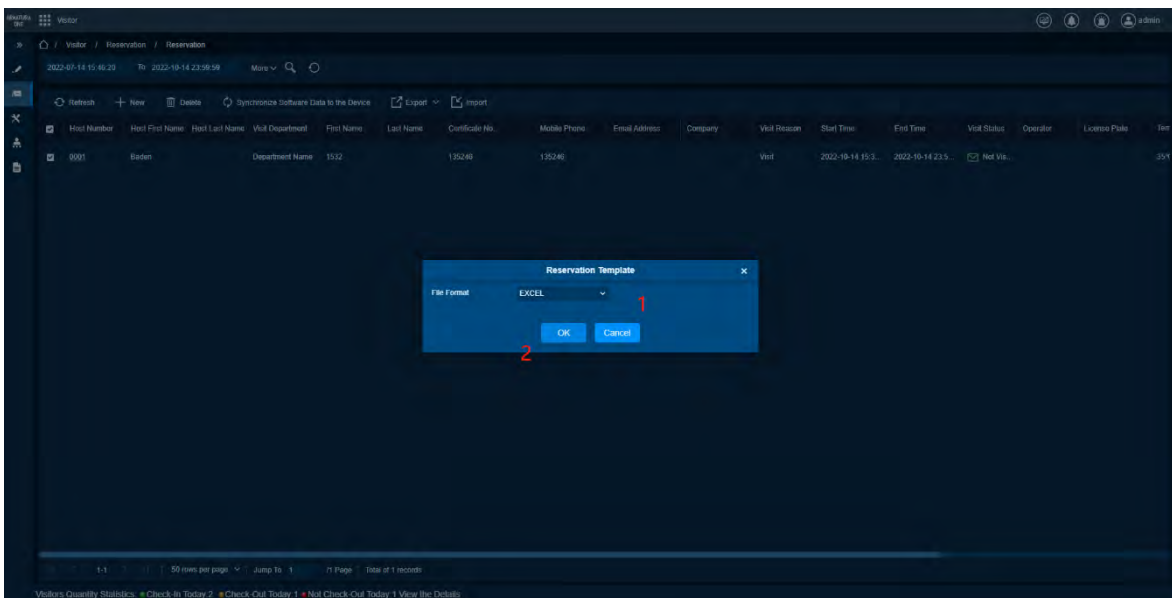 Visitor
admin
/ Visitor / Reservation / Reservation
2022-07-14 15:46:20 To 2022-10-14 23:59:59 More
Refresh New Delete Synchronize Software Data to the Device Export Import
Host Number Host First Name Host Last Name Visit Department First Name Last Name Certificate No. Mobile Phone Email Address Company Visit Reason Start Time End Time Visit Status Operator License Plate
0001 Baden Department Name 1532 135246 135246 Visit 2022-10-14 15:3... 2022-10-14 23:5... Not Vis...
Reservation Template ×
File Format EXCEL
1
OK Cancel
2
1-1 50 rows per page Jump To 1 /1 Page Total of 1 records
Visitors Quantity Statistics Check-In Today:2 Check-Out Today:1 Not Check-Out Today:1 View the Details